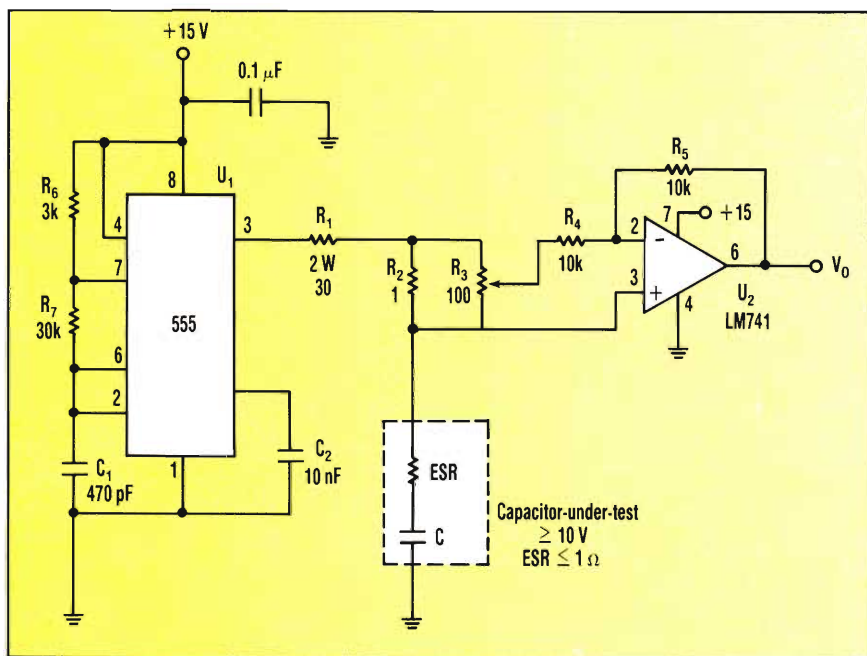 +15 V
0.1 μF
R6
3k
8
U1
4
3
R1
2 W
30
7
R7
30k
555
6
2
1
C1
470 pF
C2
10 nF
R2
1
R3
100
R4
10k
R5
10k
2
-
7
+15
6
V0
3
+
4
U2
LM741
ESR
C
Capacitor-under-test
≥ 10 V
ESR ≤ 1 Ω